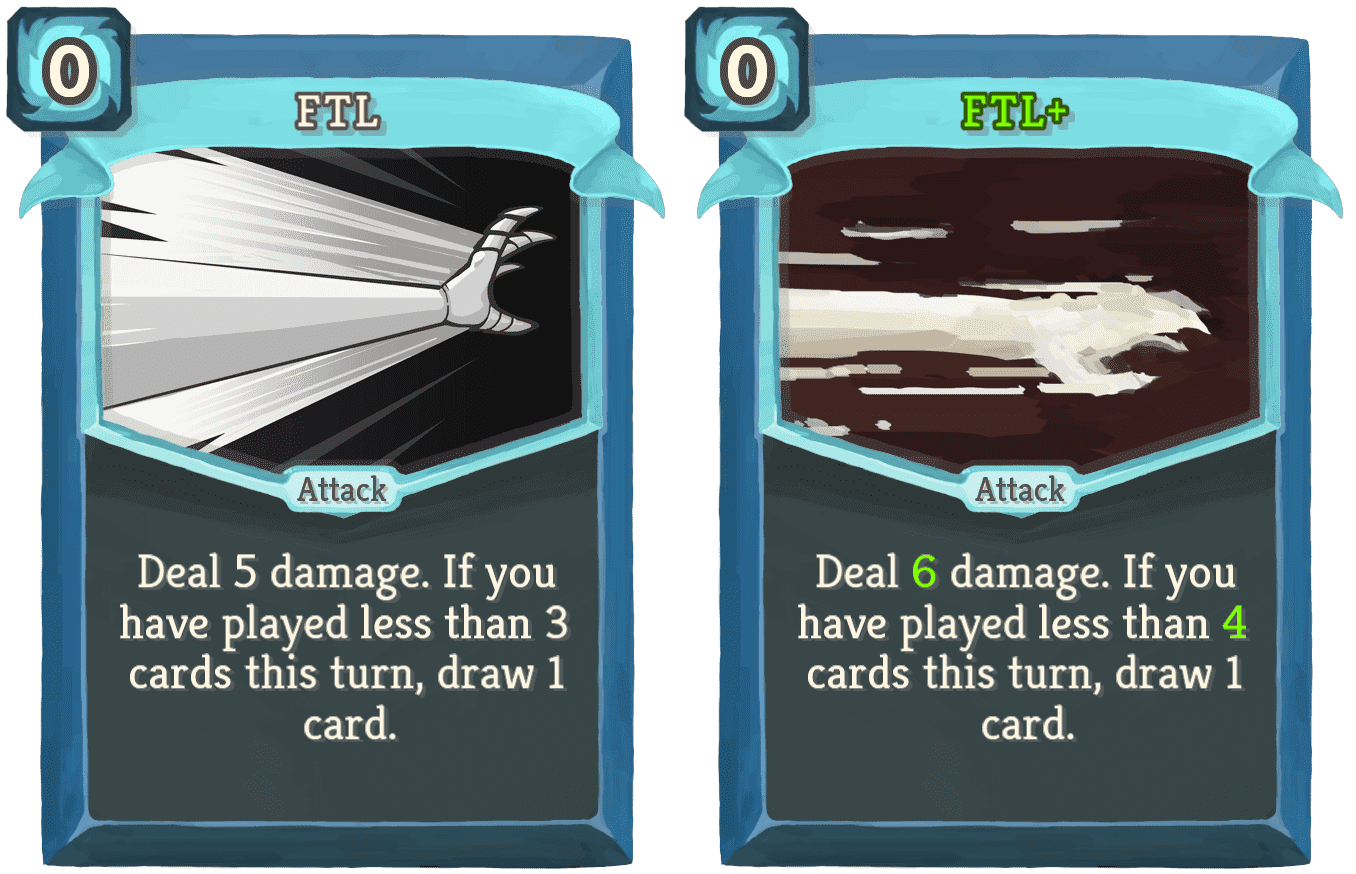 0
FTL
Attack
Deal 5 damage. If you
have played less than 3
cards this turn, draw 1
card.
0
FTL+
Attack
Deal 6 damage. If you
have played less than 4
cards this turn, draw 1
card.